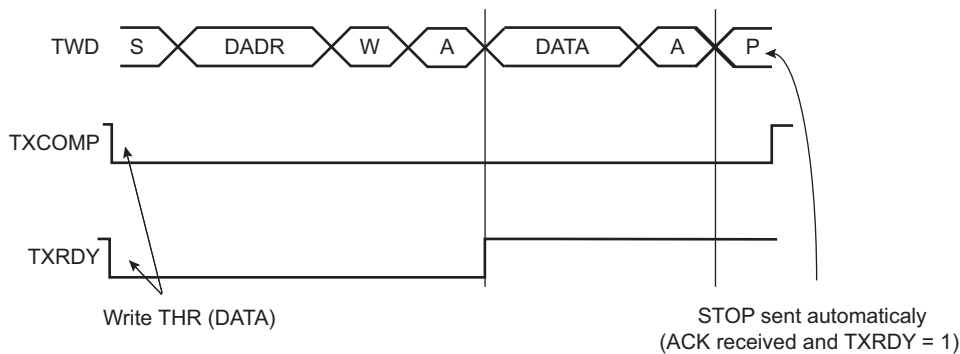 TWD S DADR W A DATA A P
TXCOMP
TXRDY
Write THR (DATA)
STOP sent automaticaly
(ACK received and TXRDY = 1)